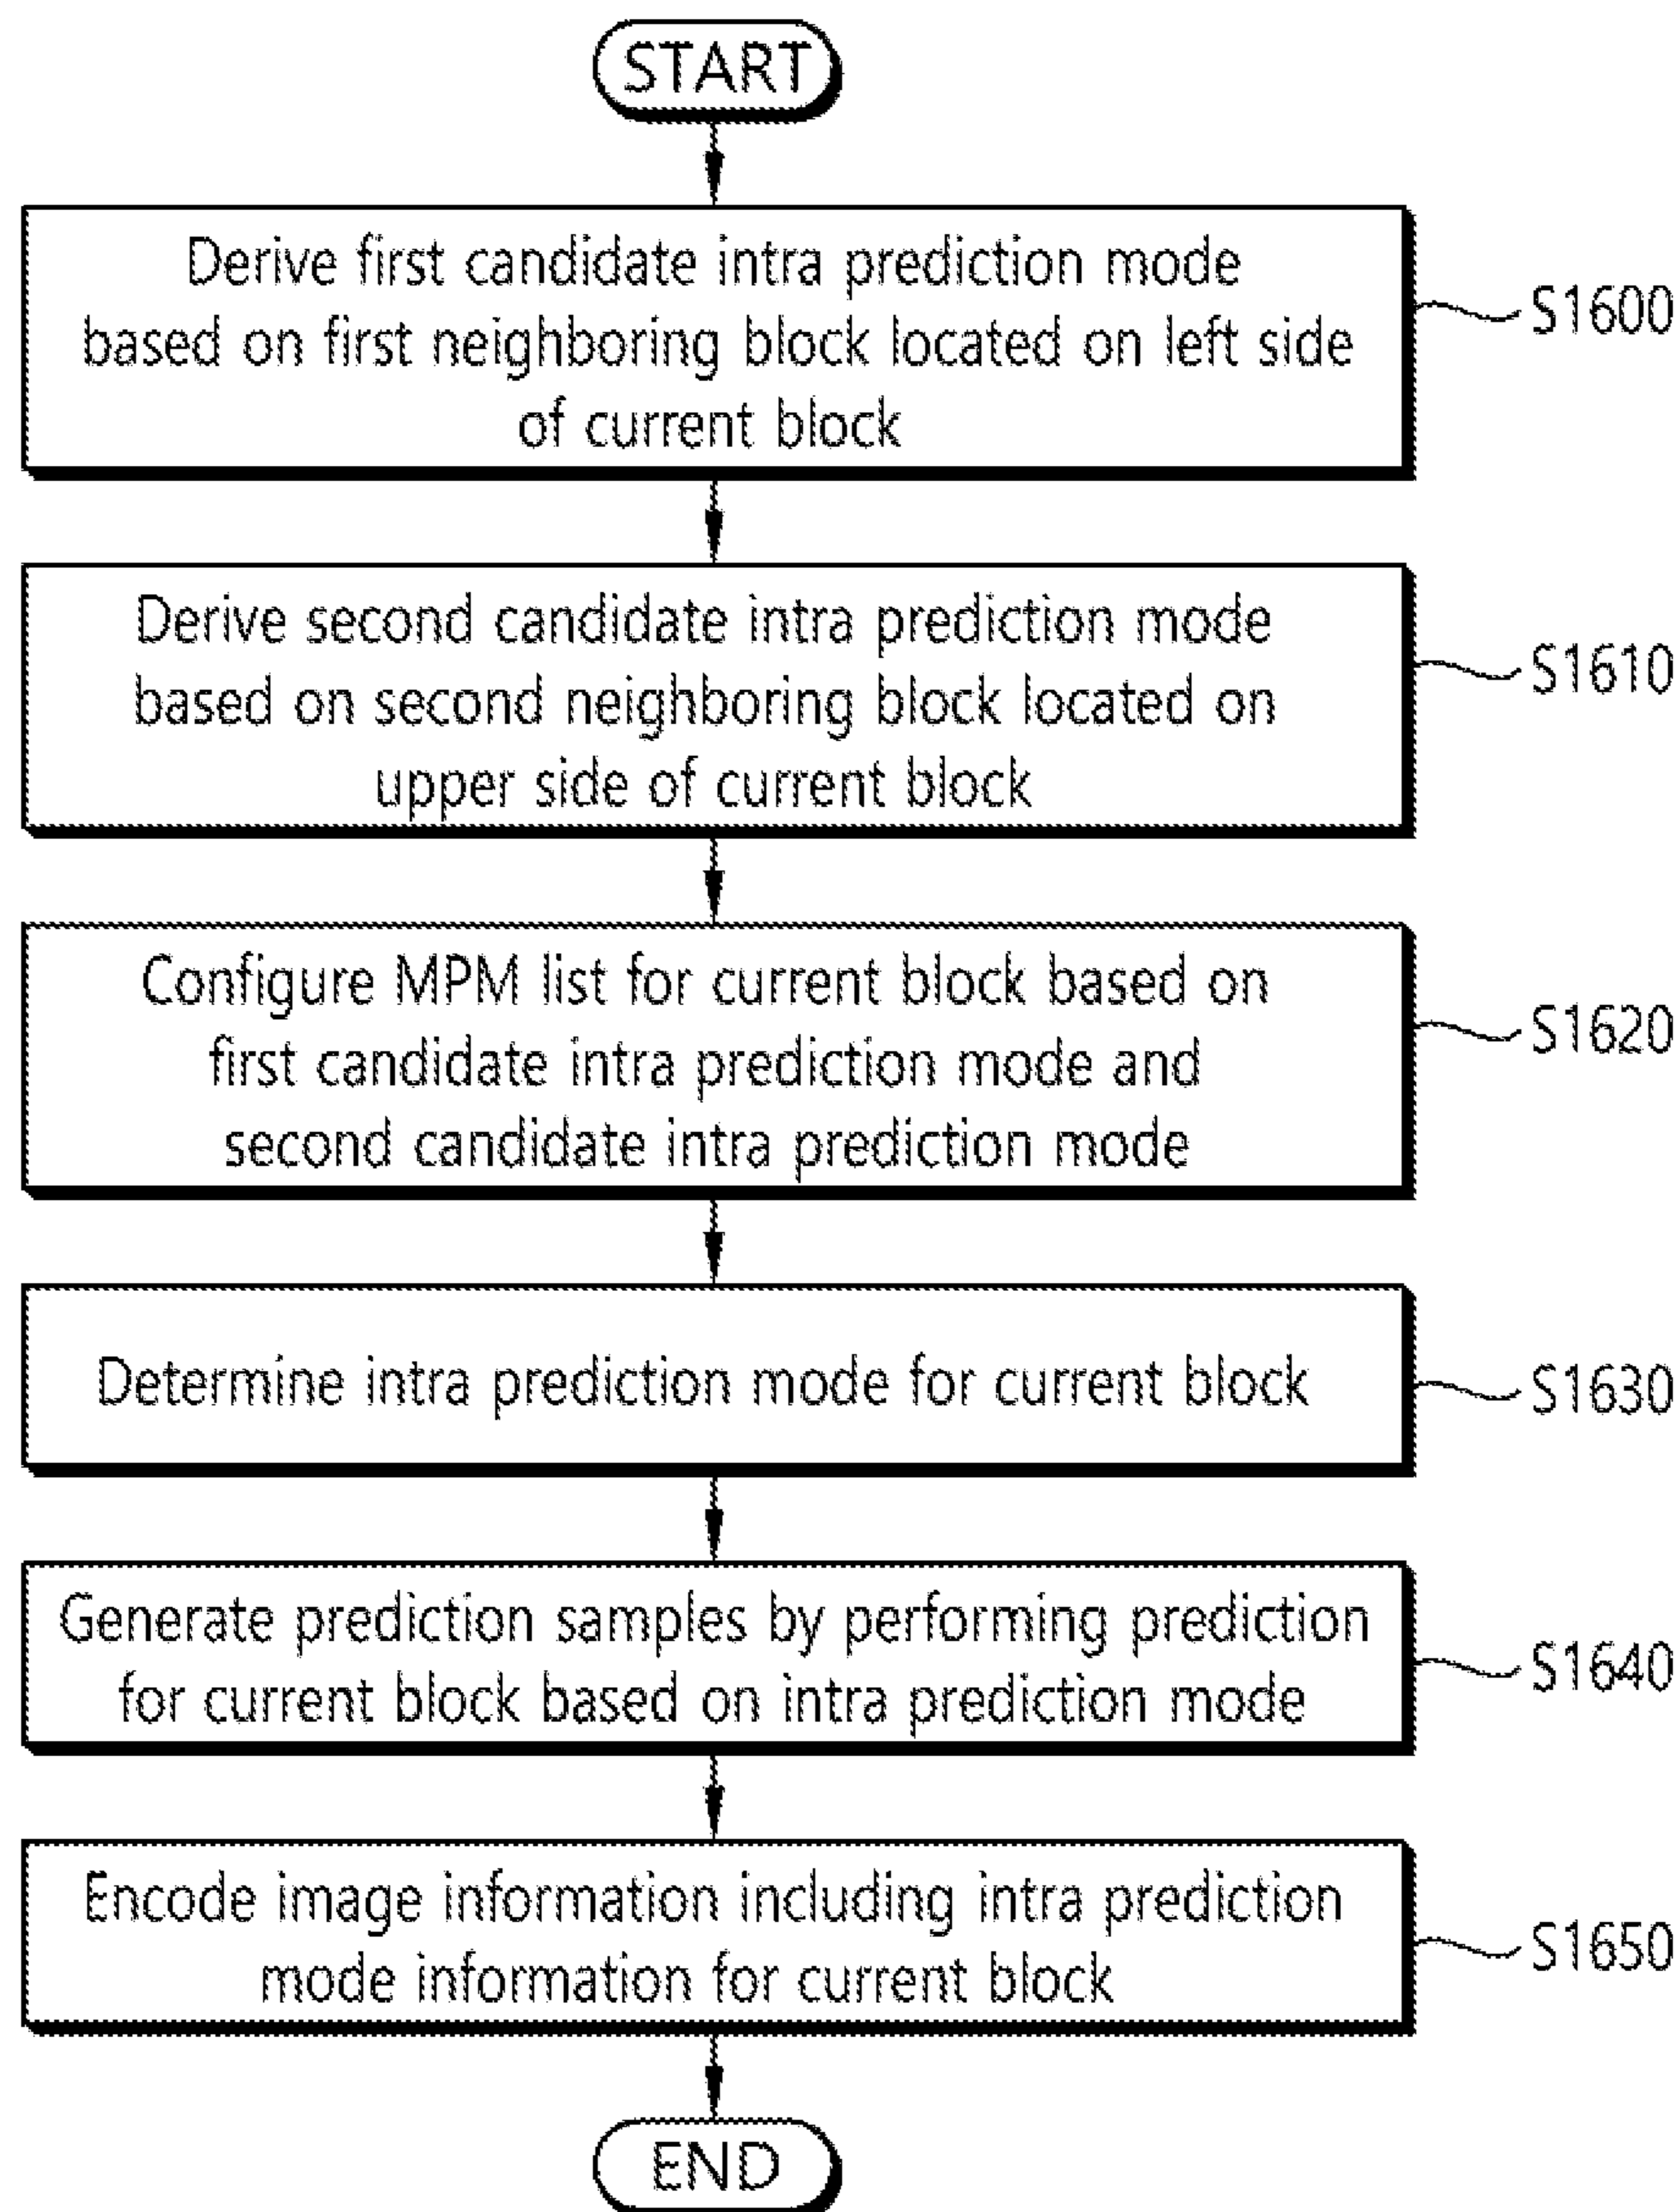 START
Derive first candidate intra prediction mode
based on first neighboring block located on left side
of current block
S1600
Derive second candidate intra prediction mode
based on second neighboring block located on
upper side of current block
S1610
Configure MPM list for current block based on
first candidate intra prediction mode and
second candidate intra prediction mode
S1620
Determine intra prediction mode for current block
S1630
Generate prediction samples by performing prediction
for current block based on intra prediction mode
S1640
Encode image information including intra prediction
mode information for current block
S1650
END